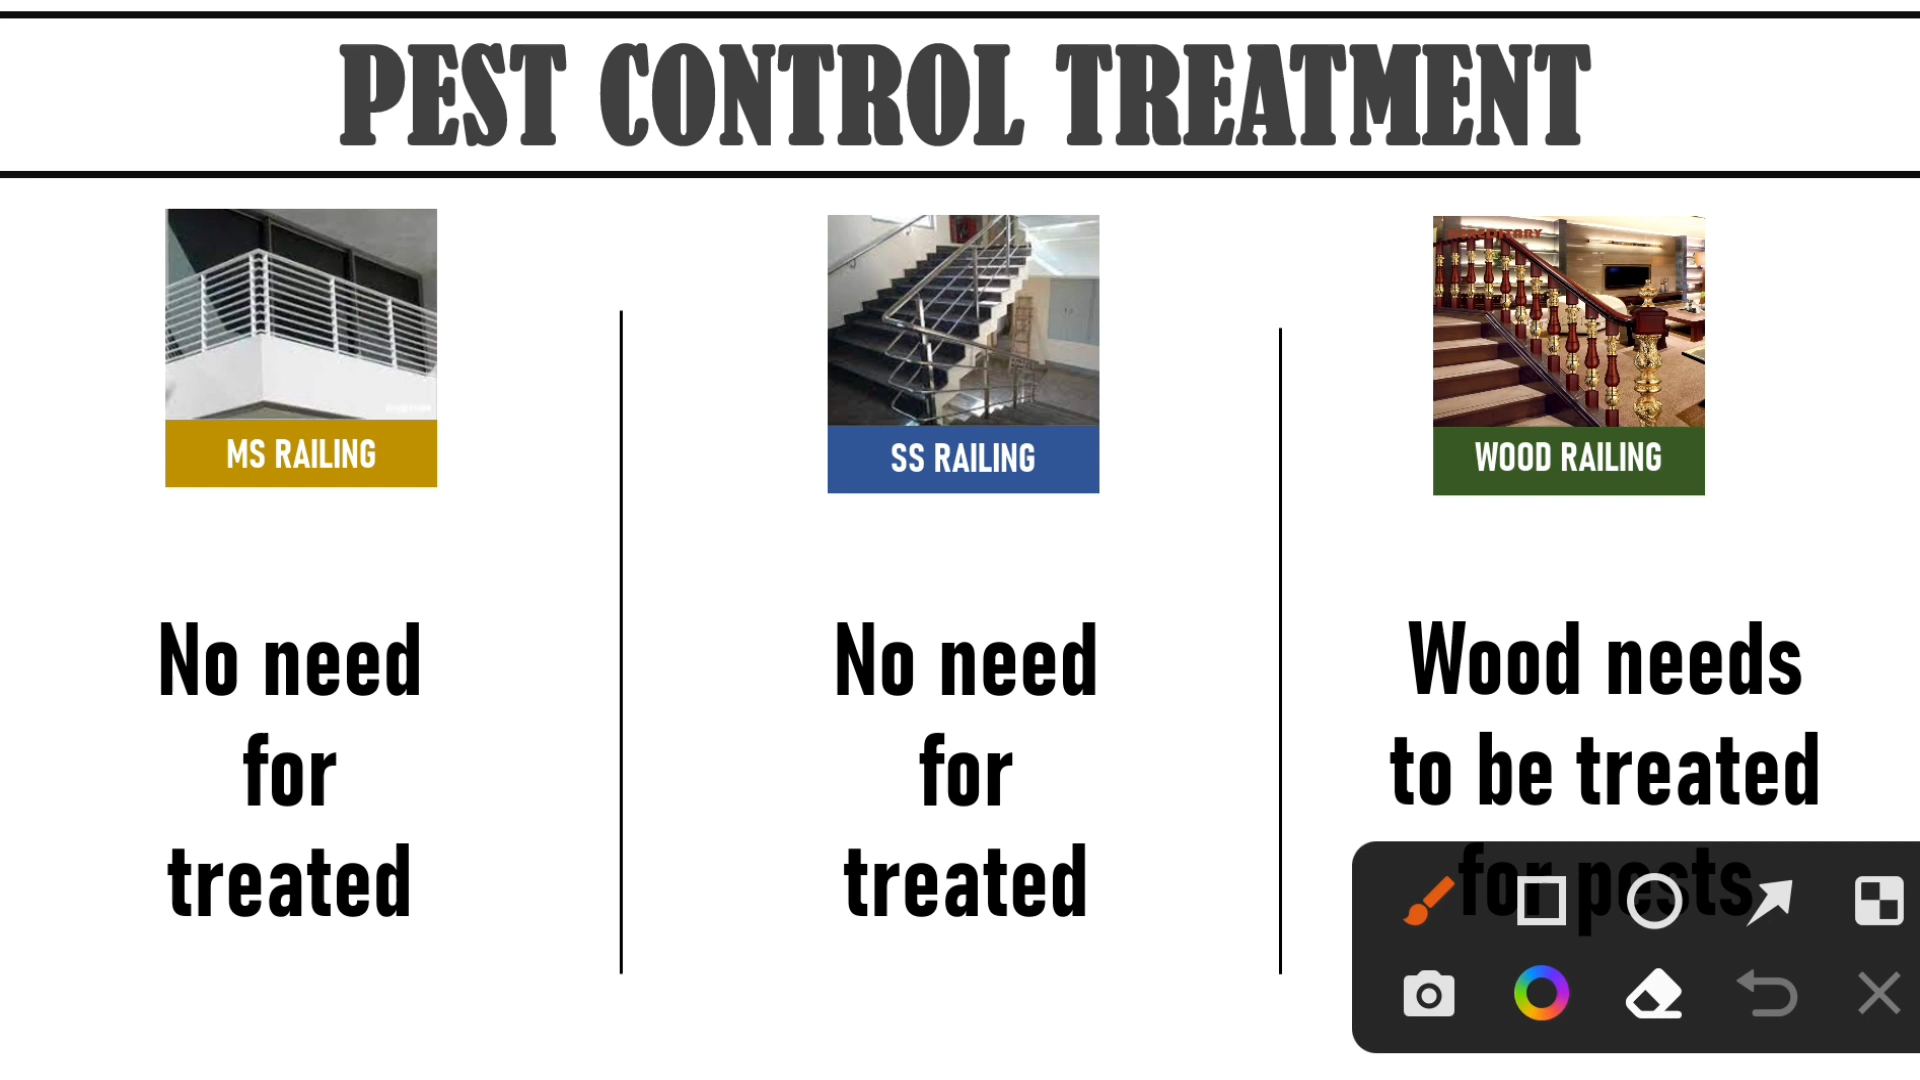 PEST CONTROL TREATMENT
MS RAILING
No need
for
treated
SS RAILING
No need
for
treated
HEREDITARY
WOOD RAILING
Wood needs
to be treated
for pests